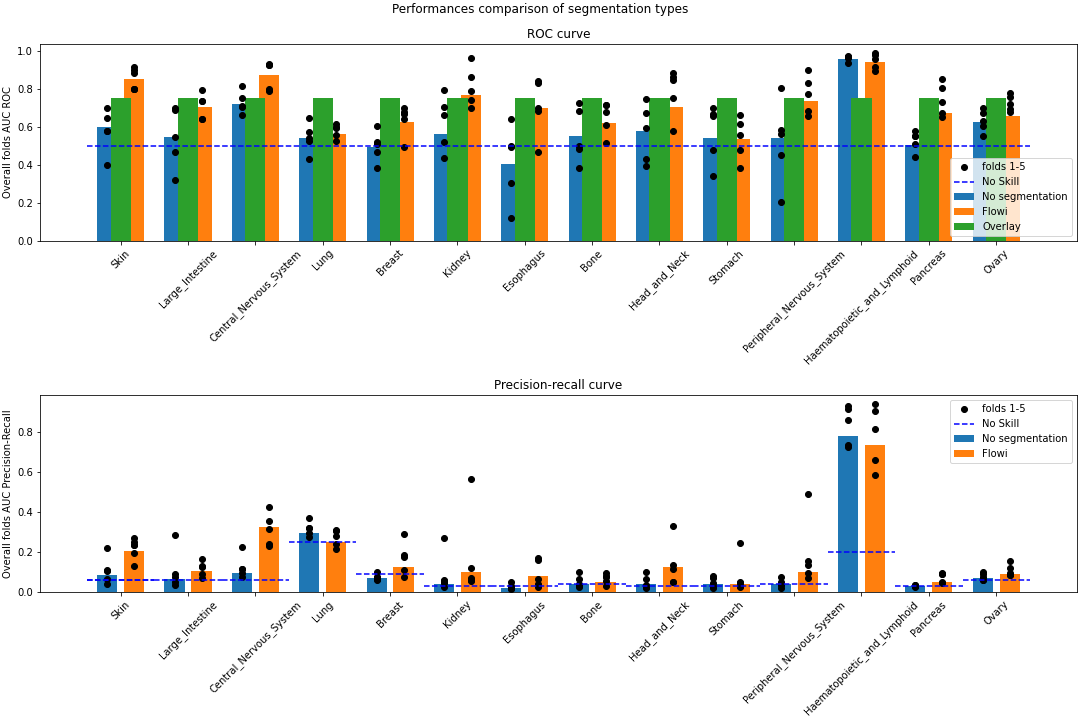 Performances comparison of segmentation types
ROC curve
Overall folds AUC ROC
1.0
0.8
0.6
0.4
0.2
0.0
folds 1-5
No Skill
No segmentation
Flowi
Overlay
Skin
Large_Intestine
Central_Nervous_System
Lung
Breast
Kidney
Esophagus
Bone
Head_and_Neck
Stomach
Peripheral_Nervous_System
Haematopoietic_and_Lymphoid
Pancreas
Ovary
Precision-recall curve
Overall folds AUC Precision-Recall
0.8
0.6
0.4
0.2
0.0
folds 1-5
No Skill
No segmentation
Flowi
Skin
Large_Intestine
Central_Nervous_System
Lung
Breast
Kidney
Esophagus
Bone
Head_and_Neck
Stomach
Peripheral_Nervous_System
Haematopoietic_and_Lymphoid
Pancreas
Ovary